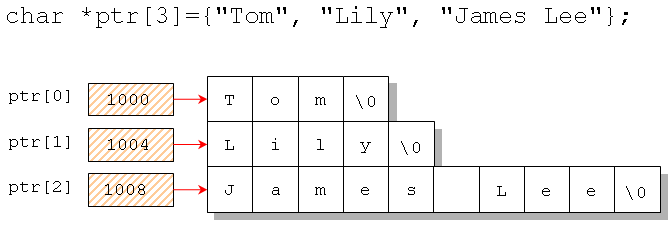 char *ptr[3]={"Tom", "Lily", "James Lee"};
ptr[0] 1000 T o m \0
ptr[1] 1004 L i l y \0
ptr[2] 1008 J a m e s L e e \0